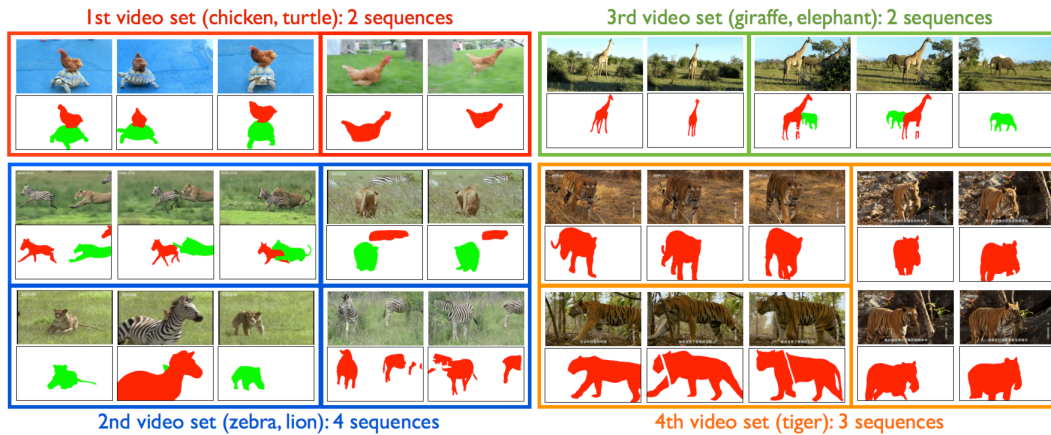 1st video set (chicken, turtle): 2 sequences
3rd video set (giraffe, elephant): 2 sequences
2nd video set (zebra, lion): 4 sequences
4th video set (tiger): 3 sequences